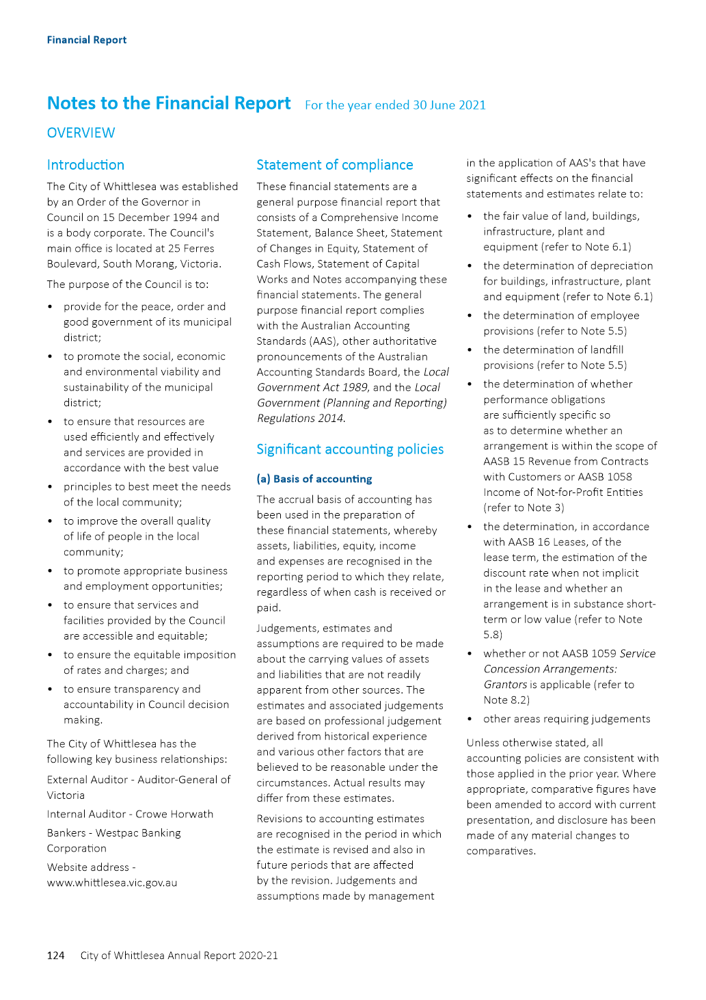 Financial Report
Notes to the Financial Report For the year ended 30 June 2021
OVERVIEW
Introduction
The City of Whittlesea was established
by an Order of the Governor in
Council on 15 December 1994 and
is a body corporate. The Council's
main office is located at 25 Ferres
Boulevard, South Morang, Victoria.
The purpose of the Council is to:
• provide for the peace, order and
good government of its municipal
district;
• to promote the social, economic
and environmental viability and
sustainability of the municipal
district;
• to ensure that resources are
used efficiently and effectively
and services are provided in
accordance with the best value
• principles to best meet the needs
of the local community;
• to improve the overall quality
of life of people in the local
community;
• to promote appropriate business
and employment opportunities;
• to ensure that services and
facilities provided by the Council
are accessible and equitable;
• to ensure the equitable imposition
of rates and charges; and
• to ensure transparency and
accountability in Council decision
making.
The City of Whittlesea has the
following key business relationships:
External Auditor - Auditor-General of
Victoria
Internal Auditor - Crowe Horwath
Bankers - Westpac Banking
Corporation
Website address -
www.whittlesea.vic.gov.au
Statement of compliance
These financial statements are a
general purpose financial report that
consists of a Comprehensive Income
Statement, Balance Sheet, Statement
of Changes in Equity, Statement of
Cash Flows, Statement of Capital
Works and Notes accompanying these
financial statements. The general
purpose financial report complies
with the Australian Accounting
Standards (AAS), other authoritative
pronouncements of the Australian
Accounting Standards Board, the Local
Government Act 1989, and the Local
Government (Planning and Reporting)
Regulations 2014.
Significant accounting policies
(a) Basis of accounting
The accrual basis of accounting has
been used in the preparation of
these financial statements, whereby
assets, liabilities, equity, income
and expenses are recognised in the
reporting period to which they relate,
regardless of when cash is received or
paid.
Judgements, estimates and
assumptions are required to be made
about the carrying values of assets
and liabilities that are not readily
apparent from other sources. The
estimates and associated judgements
are based on professional judgement
derived from historical experience
and various other factors that are
believed to be reasonable under the
circumstances. Actual results may
differ from these estimates.
Revisions to accounting estimates
are recognised in the period in which
the estimate is revised and also in
future periods that are affected
by the revision. Judgements and
assumptions made by management
in the application of AAS's that have
significant effects on the financial
statements and estimates relate to:
• the fair value of land, buildings,
infrastructure, plant and
equipment (refer to Note 6.1)
• the determination of depreciation
for buildings, infrastructure, plant
and equipment (refer to Note 6.1)
• the determination of employee
provisions (refer to Note 5.5)
• the determination of landfill
provisions (refer to Note 5.5)
• the determination of whether
performance obligations
are sufficiently specific so
as to determine whether an
arrangement is within the scope of
AASB 15 Revenue from Contracts
with Customers or AASB 1058
Income of Not-for-Profit Entities
(refer to Note 3)
• the determination, in accordance
with AASB 16 Leases, of the
lease term, the estimation of the
discount rate when not implicit
in the lease and whether an
arrangement is in substance short-
term or low value (refer to Note
5.8)
• whether or not AASB 1059 Service
Concession Arrangements:
Grantors is applicable (refer to
Note 8.2)
• other areas requiring judgements
Unless otherwise stated, all
accounting policies are consistent with
those applied in the prior year. Where
appropriate, comparative figures have
been amended to accord with current
presentation, and disclosure has been
made of any material changes to
comparatives.
124 City of Whittlesea Annual Report 2020-21